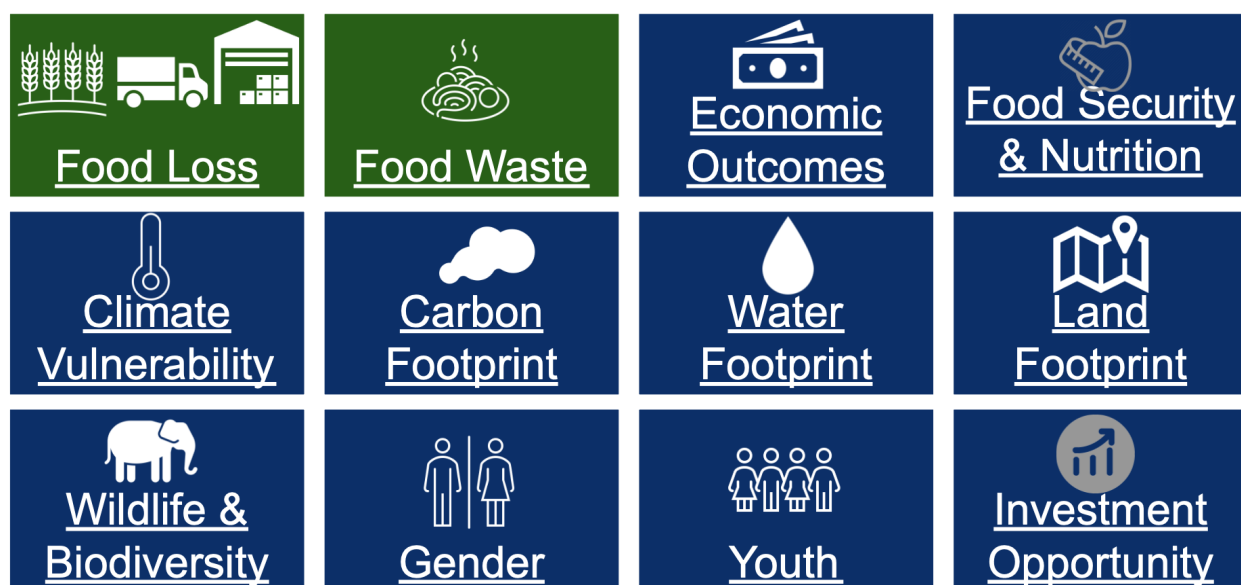 Food Loss
Food Waste
Economic
Outcomes
Food Security
& Nutrition
Climate
Vulnerability
Carbon
Footprint
Water
Footprint
Land
Footprint
Wildlife &
Biodiversity
Gender
Youth
Investment
Opportunity